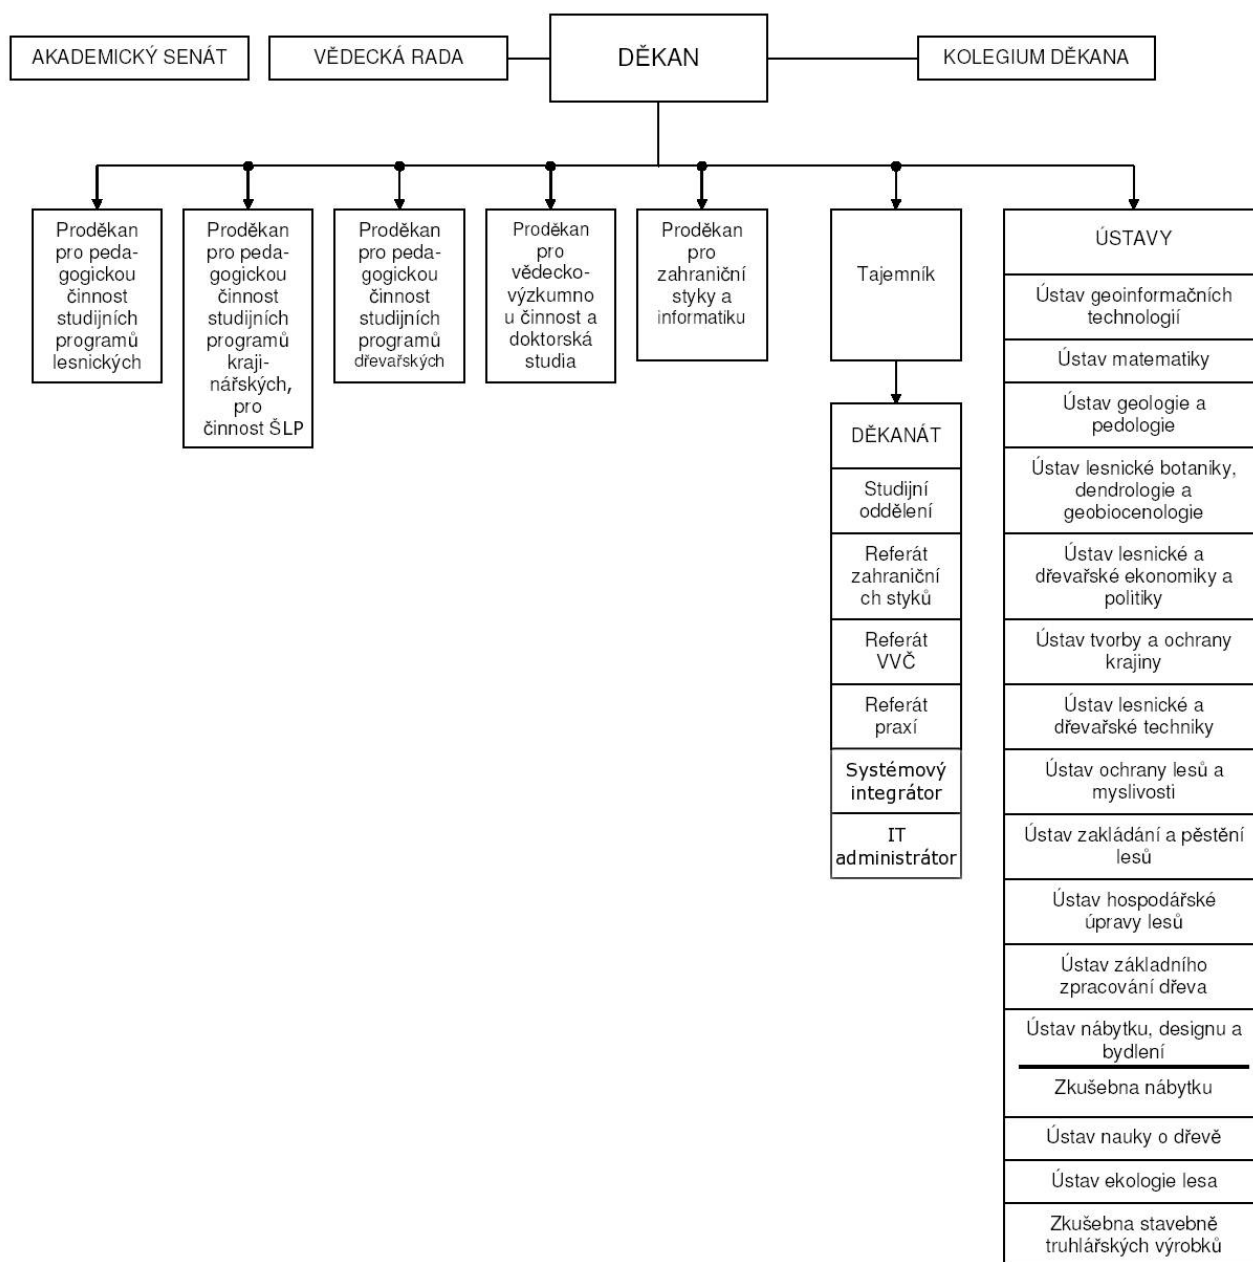 AKADEMICKÝ SENÁT
VĚDECKÁ RADA
DĚKAN
KOLEGIUM DĚKANA
Proděkan
pro peda-
gogickou
činnost
studijních
programů
lesnických
Proděkan
pro peda-
gogickou
činnost
studijních
programů
kraji-
nářských,
pro
činnost ŠLP
Proděkan
pro peda-
gogickou
činnost
studijních
programů
dřevařských
Proděkan
pro
vědecko-
výzkumno
u činnost a
doktorská
studia
Proděkan
pro
zahraniční
styky a
informatiku
Tajemník
DĚKANÁT
Studijní
oddělení
Referát
zahraniční
ch styků
Referát
VVČ
Referát
praxí
Systémový
integrátor
IT
administrátor
ÚSTAVY
Ústav geoinformačních
technologií
Ústav matematiky
Ústav geologie a
pedologie
Ústav lesnické botaniky,
dendrologie a
geobiocenologie
Ústav lesnické a
dřevařské ekonomiky a
politiky
Ústav tvorby a ochrany
krajiny
Ústav lesnické a
dřevařské techniky
Ústav ochrany lesů a
myslivosti
Ústav zakládání a pěstění
lesů
Ústav hospodářské
úpravy lesů
Ústav základního
zpracování dřeva
Ústav nábytku, designu a
bydlení
Zkušebna nábytku
Ústav nauky o dřevě
Ústav ekologie lesa
Zkušebna stavebně
truhlářských výrobků